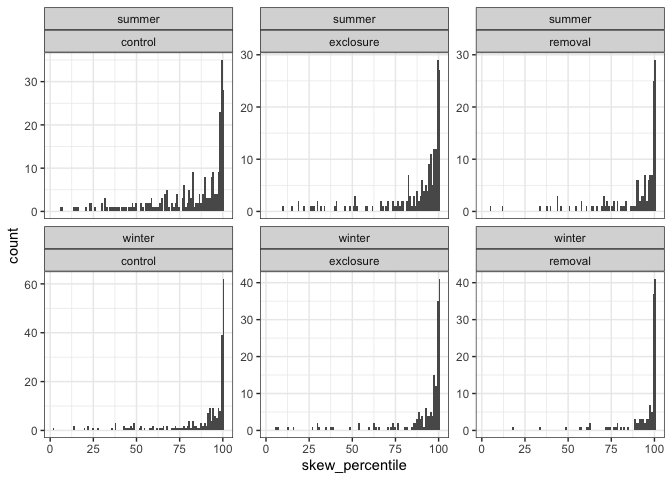 summer summer summer
control exclosure removal
30 30
30
20 20
20
10 10
10
0 0 0
winter winter winter
control exclosure removal
60
40 40
40
30 30
20 20
20
10 10
0 0 0
0 25 50 75 100 0 25 50 75 100 0 25 50 75 100
skew_percentile
count